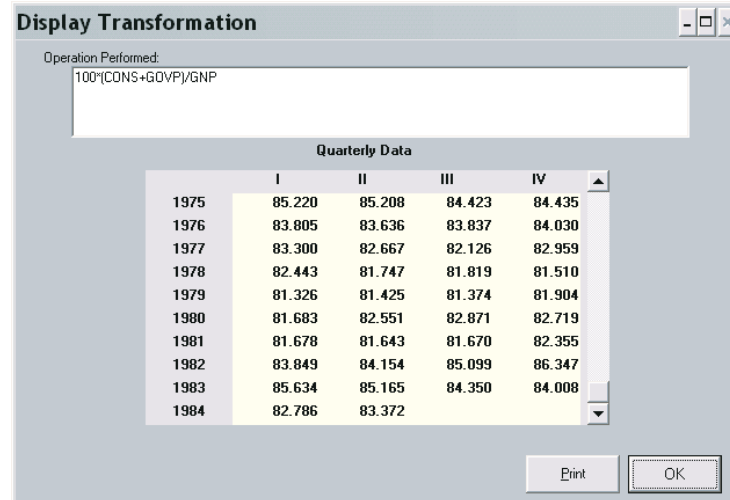 Display Transformation
Operation Performed:
100*(CONS+GOVP)/GNP
Quarterly Data
I II III IV
1975 85.220 85.208 84.423 84.435
1976 83.805 83.636 83.837 84.030
1977 83.300 82.667 82.126 82.959
1978 82.443 81.747 81.819 81.510
1979 81.326 81.425 81.374 81.904
1980 81.683 82.551 82.871 82.719
1981 81.678 81.643 81.670 82.355
1982 83.849 84.154 85.099 86.347
1983 85.634 85.165 84.350 84.008
1984 82.786 83.372
Print OK